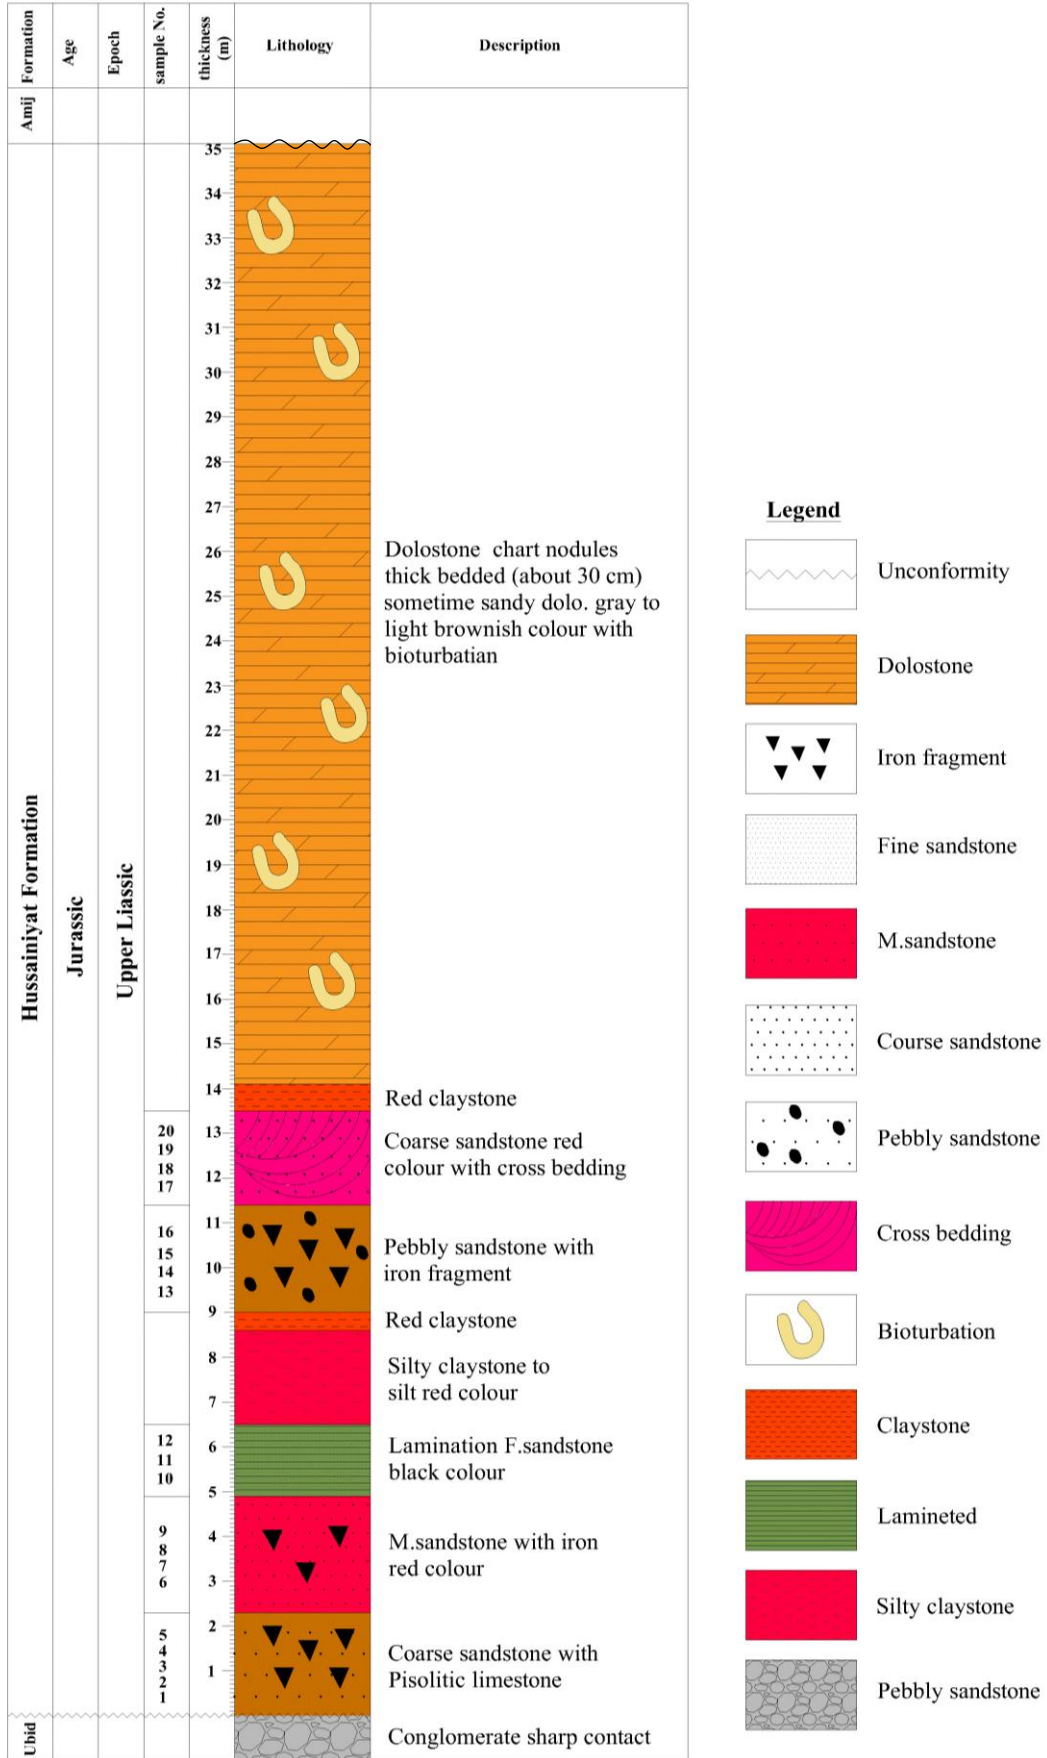 Formation
Age
Epoch
sample No.
thickness
(m)
Lithology
Description
Amij
Hussainiyat Formation
Jurassic
Upper Liassic
Ubid
35
34
33
32
31
30
29
28
27
26
25
24
23
22
21
20
19
18
17
16
15
14
13
12
11
10
9
8
7
6
5
4
3
2
1
20
19
18
17
16
15
14
13
12
11
10
9
8
7
6
5
4
3
2
1
Dolostone chart nodules
thick bedded (about 30 cm)
sometime sandy dolo. gray to
light brownish colour with
bioturbatian
Red claystone
Coarse sandstone red
colour with cross bedding
Pebbly sandstone with
iron fragment
Red claystone
Silty claystone to
silt red colour
Lamination F.sandstone
black colour
M.sandstone with iron
red colour
Coarse sandstone with
Pisolitic limestone
Conglomerate sharp contact
Legend
Unconformity
Dolostone
Iron fragment
Fine sandstone
M.sandstone
Course sandstone
Pebbly sandstone
Cross bedding
Bioturbation
Claystone
Lamineted
Silty claystone
Pebbly sandstone